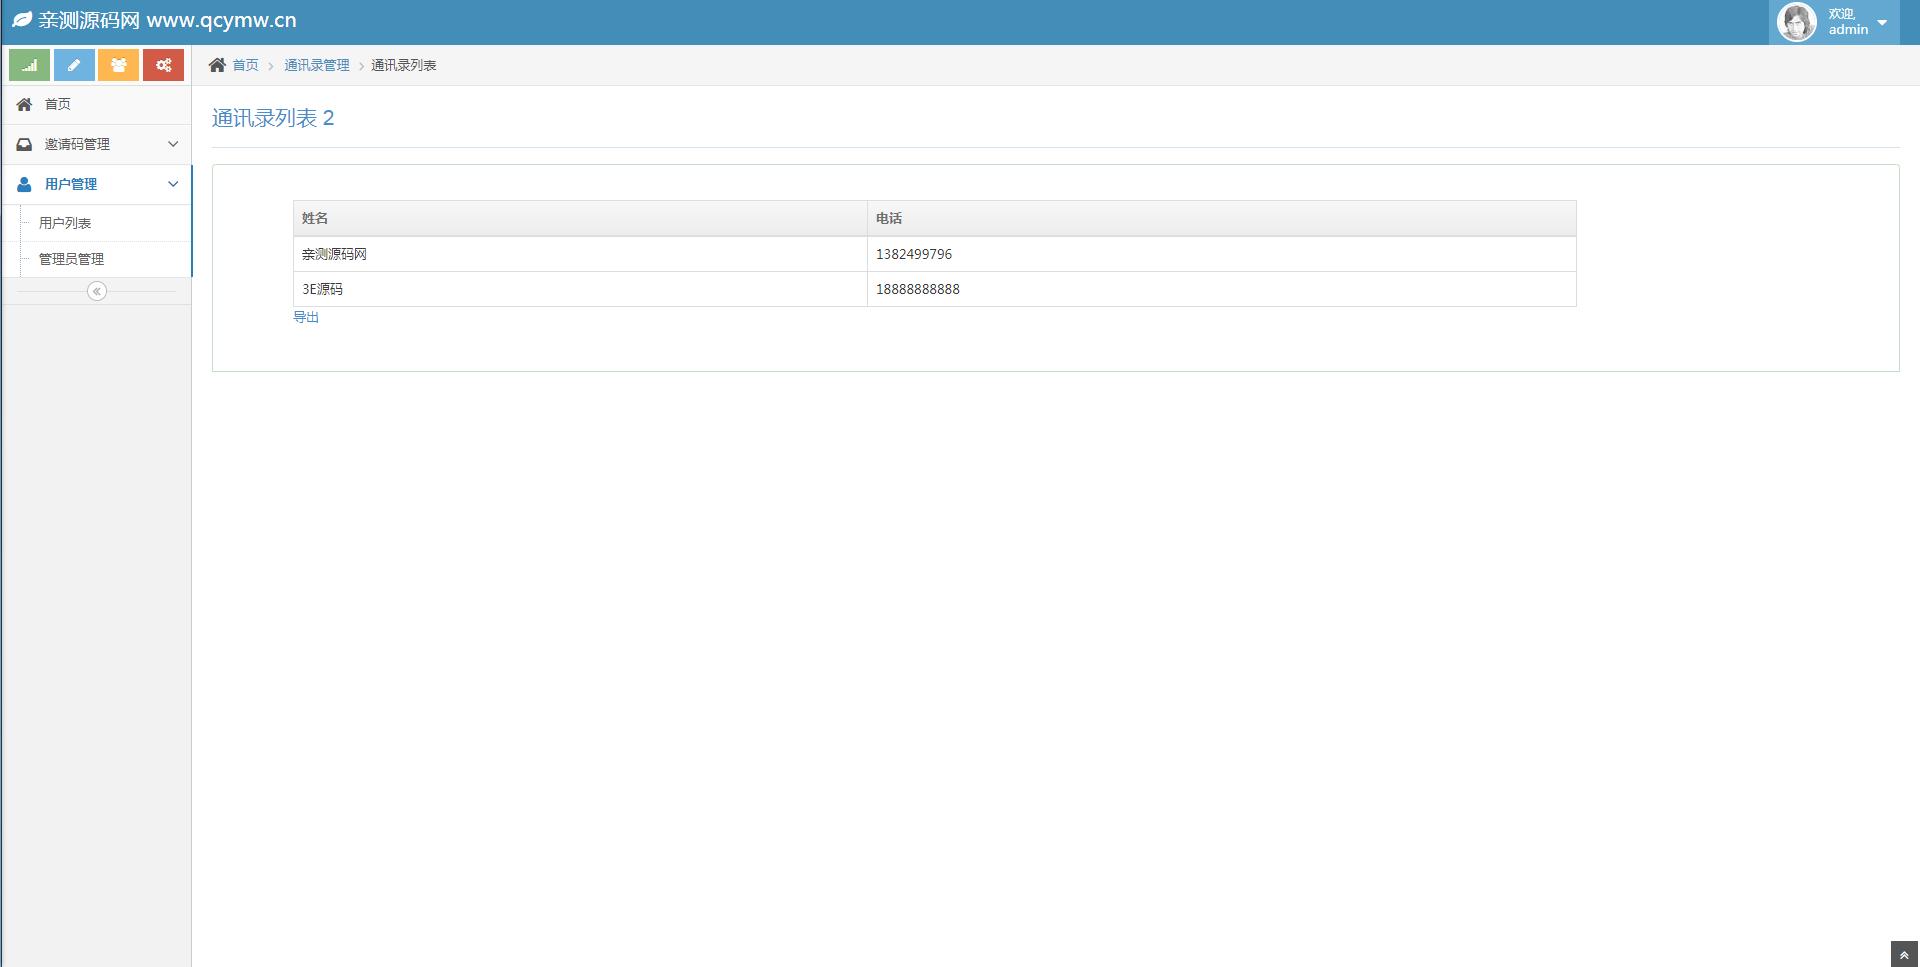 亲测源码网 www.qcymw.cn
欢迎,
admin
首页
通讯录管理
通讯录列表
首页
邀请码管理
用户管理
用户列表
管理员管理
通讯录列表 2
姓名 电话
亲测源码网 1382499796
3E源码 18888888888
导出